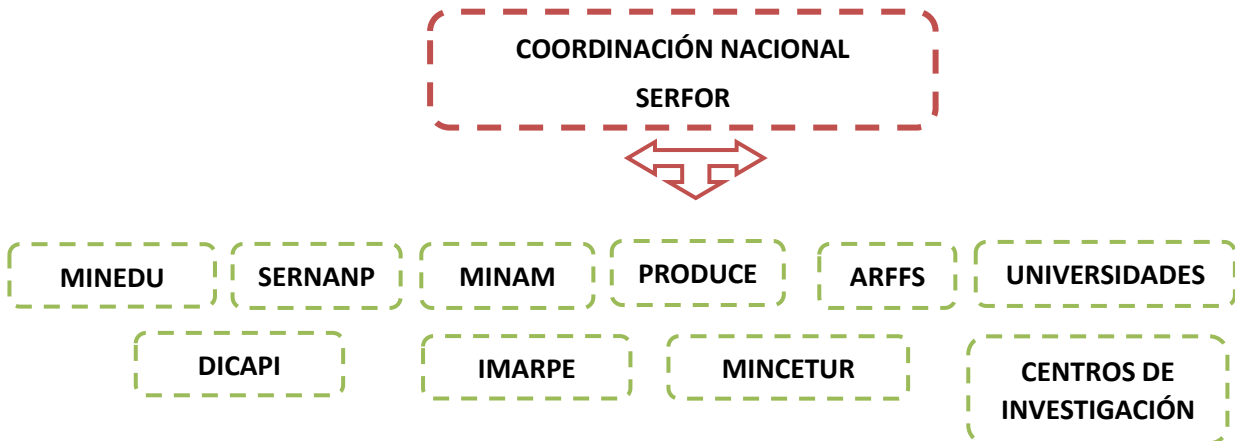 COORDINACIÓN NACIONAL
SERFOR
MINEDU
SERNANP
MINAM
PRODUCE
ARFFS
UNIVERSIDADES
DICAPI
IMARPE
MINCETUR
CENTROS DE
INVESTIGACIÓN